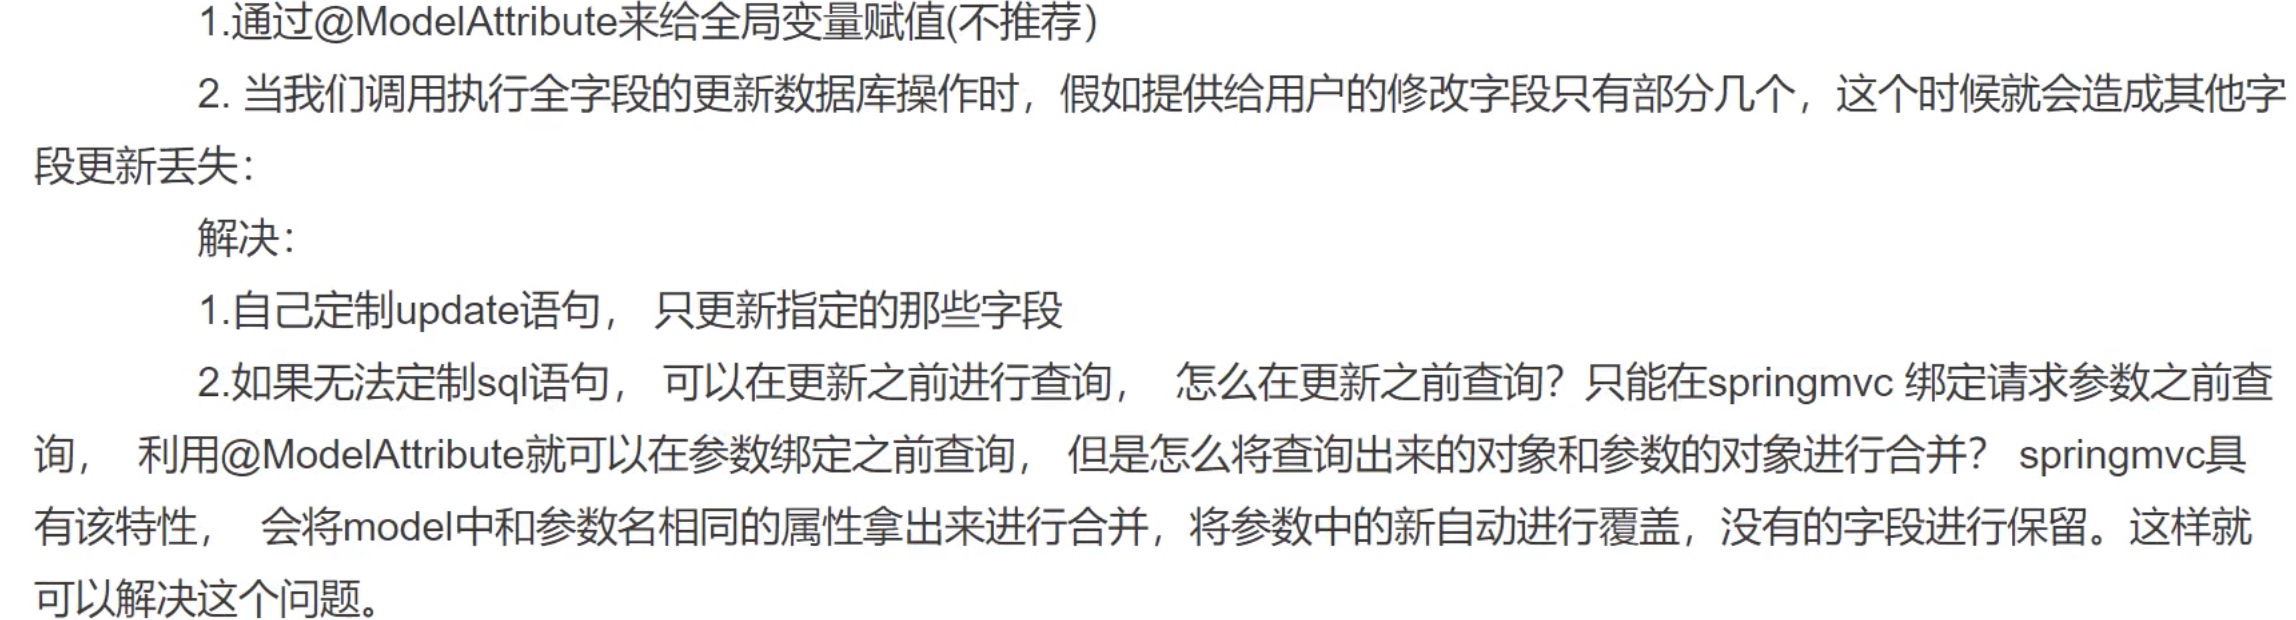 1.通过@ModelAttribute来给全局变量赋值(不推荐）
2. 当我们调用执行全字段的更新数据库操作时，假如提供给用户的修改字段只有部分几个，这个时候就会造成其他字
段更新丢失：
解决：
1.自己定制update语句， 只更新指定的那些字段
2.如果无法定制sql语句， 可以在更新之前进行查询， 怎么在更新之前查询？只能在springmvc 绑定请求参数之前查
询， 利用@ModelAttribute就可以在参数绑定之前查询， 但是怎么将查询出来的对象和参数的对象进行合并？ springmvc具
有该特性， 会将model中和参数名相同的属性拿出来进行合并，将参数中的新自动进行覆盖，没有的字段进行保留。这样就
可以解决这个问题。